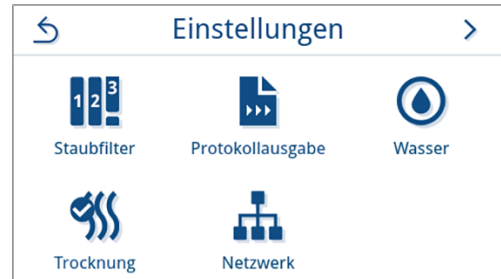 Einstellungen
1 2 3
Staubfilter Protokollausgabe Wasser
Trocknung Netzwerk